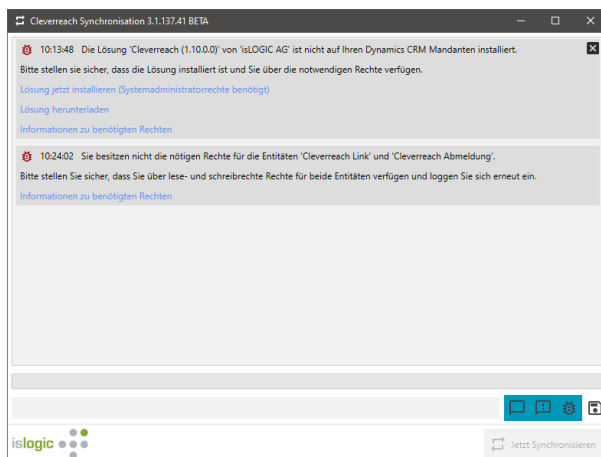 Cleverreach Synchronisation 3.1.137.41 BETA
10:13:48 Die Lösung 'Cleverreach (1.10.0.0)' von 'isLOGIC AG' ist nicht auf Ihren Dynamics CRM Mandanten installiert.
Bitte stellen sie sicher, dass die Lösung installiert ist und Sie über die notwendigen Rechte verfügen.
Lösung jetzt installieren (Systemadministratorrechte benötigt)
Lösung herunterladen
Informationen zu benötigten Rechten
10:24:02 Sie besitzen nicht die nötigen Rechte für die Entitäten 'Cleverreach Link' und 'Cleverreach Abmeldung'.
Bitte stellen Sie sicher, dass Sie über lese- und schreibrechte Rechte für beide Entitäten verfügen und loggen Sie sich erneut ein.
Informationen zu benötigten Rechten
islogic
Jetzt Synchronisieren